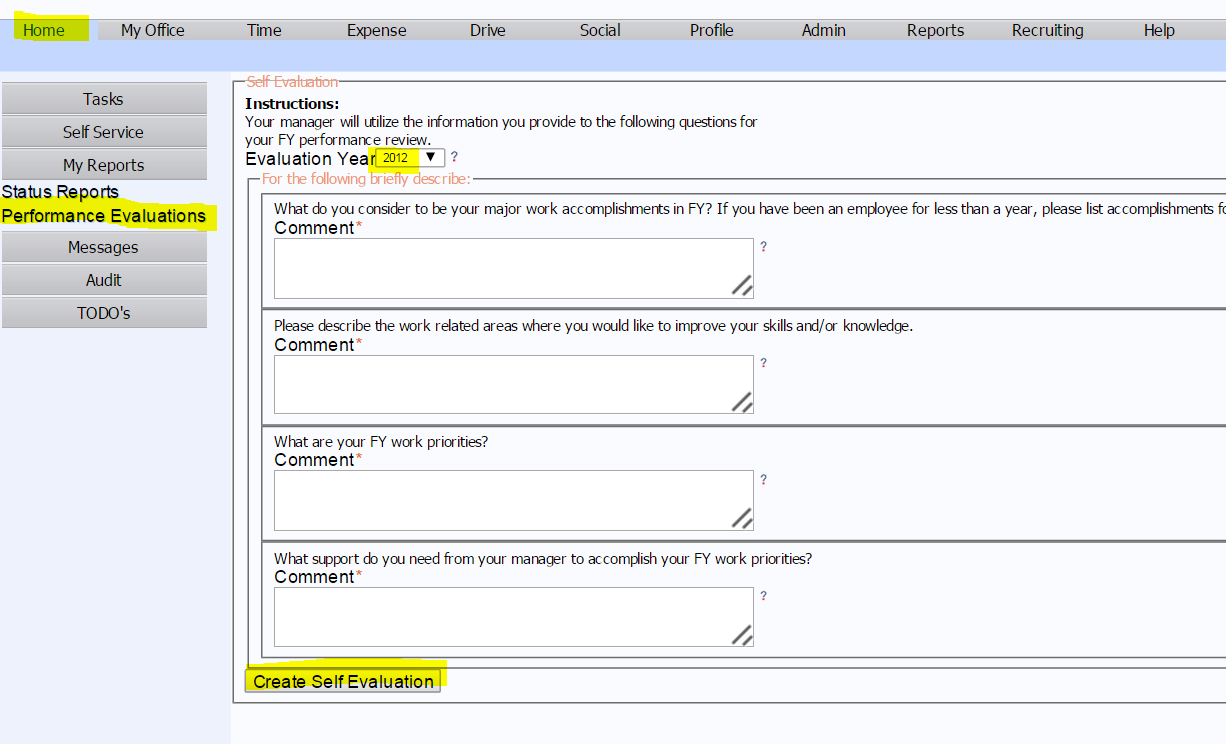 Home My Office Time Expense Drive Social Profile Admin Reports Recruiting Help
Tasks
Self Service
My Reports
Status Reports
Performance Evaluations
Messages
Audit
TODO's
Self Evaluation
Instructions:
Your manager will utilize the information you provide to the following questions for
your FY performance review.
Evaluation Year 2012 ?
For the following briefly describe:
What do you consider to be your major work accomplishments in FY? If you have been an employee for less than a year, please list accomplishments
Comment*
?
Please describe the work related areas where you would like to improve your skills and/or knowledge.
Comment*
?
What are your FY work priorities?
Comment*
?
What support do you need from your manager to accomplish your FY work priorities?
Comment*
?
Create Self Evaluation